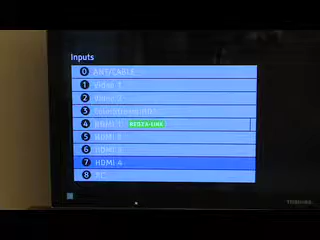 Inputs
0 ANT/CABLE
1 Video 1
2 Video 2
3 ColorStream HD1
4 HDMI 1 REGZA-LINK
5 HDMI 2
6 HDMI 3
7 HDMI 4
8 PC
TOSHIBA